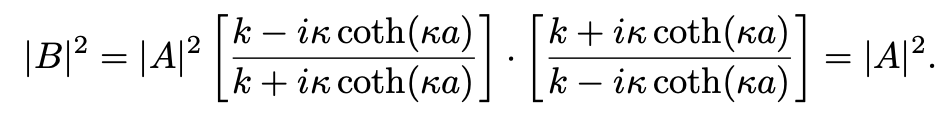 |B|² = |A|² [ (k − iκ coth(κa)) / (k + iκ coth(κa)) ] · [ (k + iκ coth(κa)) / (k − iκ coth(κa)) ] = |A|².